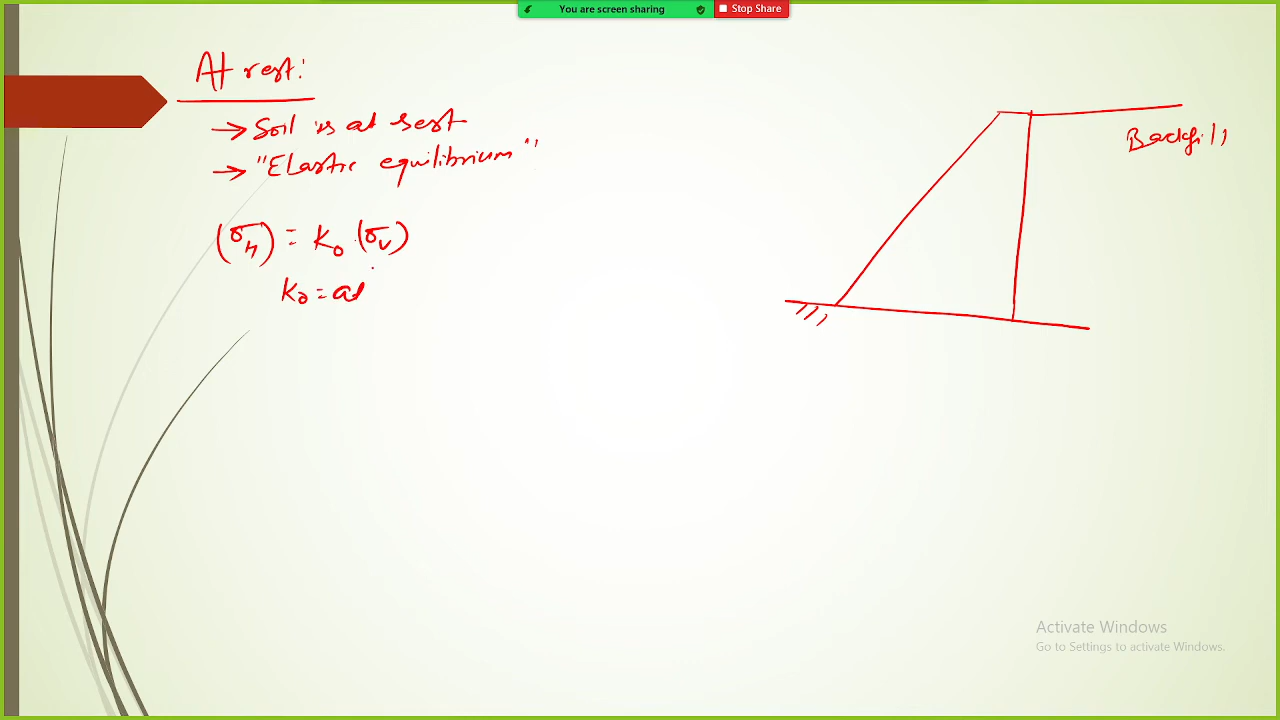 You are screen sharing
Stop Share
At rest:
→ Soil is at rest
→ "Elastic equilibrium"
(σh) = K₀ (σv)
K₀ = at
Backfill
Activate Windows
Go to Settings to activate Windows.